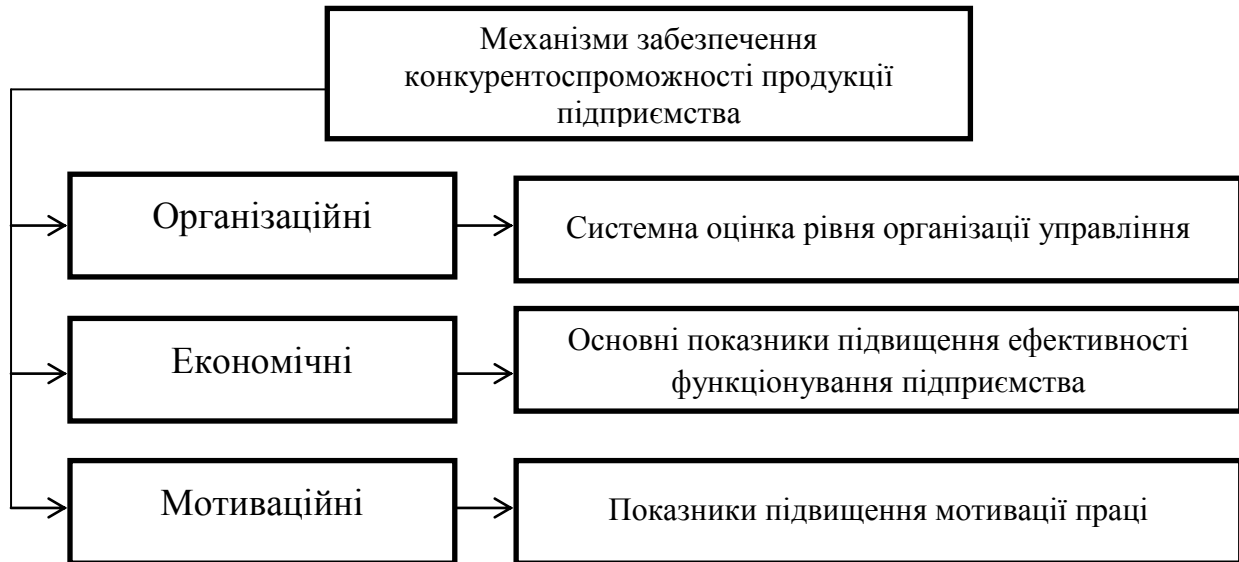 Механізми забезпечення
конкурентоспроможності продукції
підприємства
Організаційні
Системна оцінка рівня організації управління
Економічні
Основні показники підвищення ефективності
функціонування підприємства
Мотиваційні
Показники підвищення мотивації праці